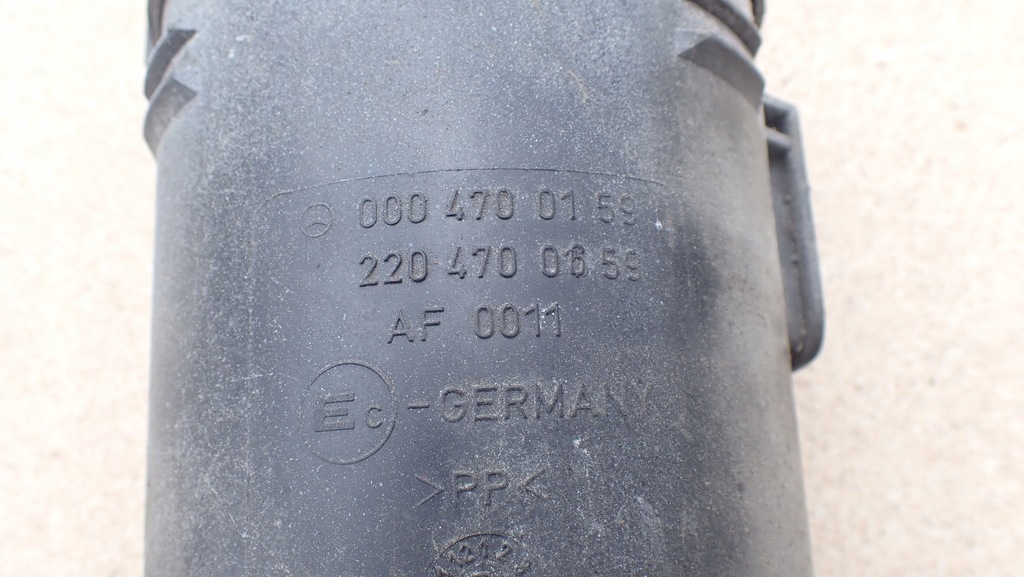 000 470 01 59
220 470 06 59
AF 0011
Ec -GERMANY
>PP<